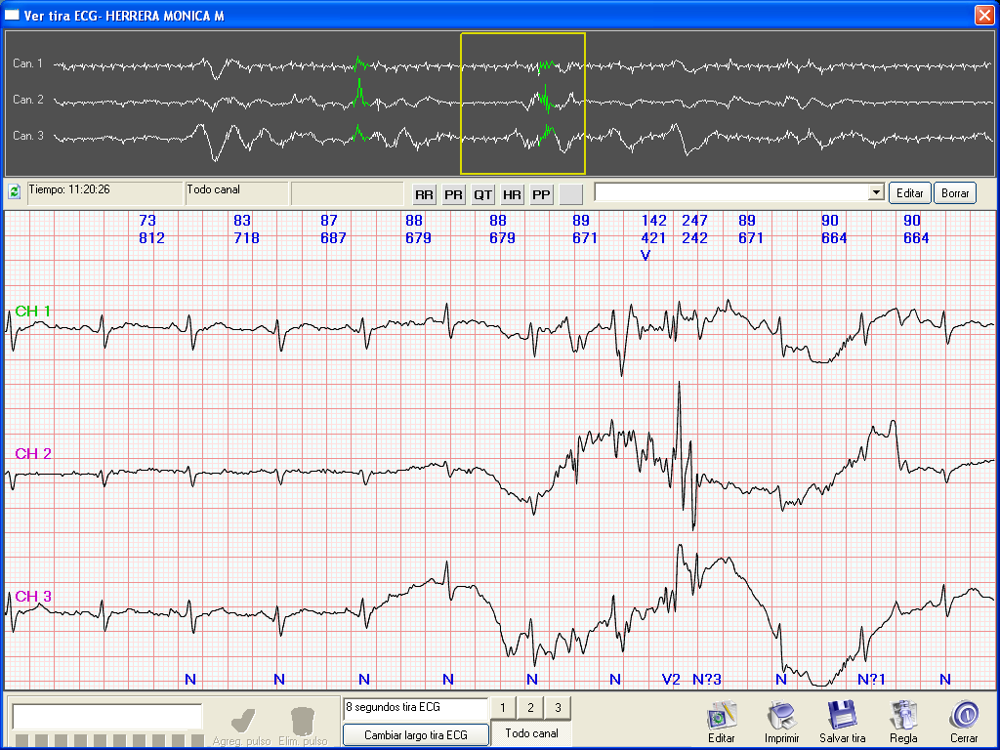 Ver tira ECG- HERRERA MONICA M
Can. 1
Can. 2
Can. 3
Tiempo: 11:20:26 Todo canal RR PR QT HR PP Editar Borrar
73 83 87 88 88 89 142 247 89 90 90
812 718 687 679 679 671 421 242 671 664 664
V
CH 1
CH 2
CH 3
N N N N N N V2 N?3 N N?1 N
8 segundos tira ECG 1 2 3
Agreg. pulso Elim. pulso Cambiar largo tira ECG Todo canal Editar Imprimir Salvar tira Regla Cerrar